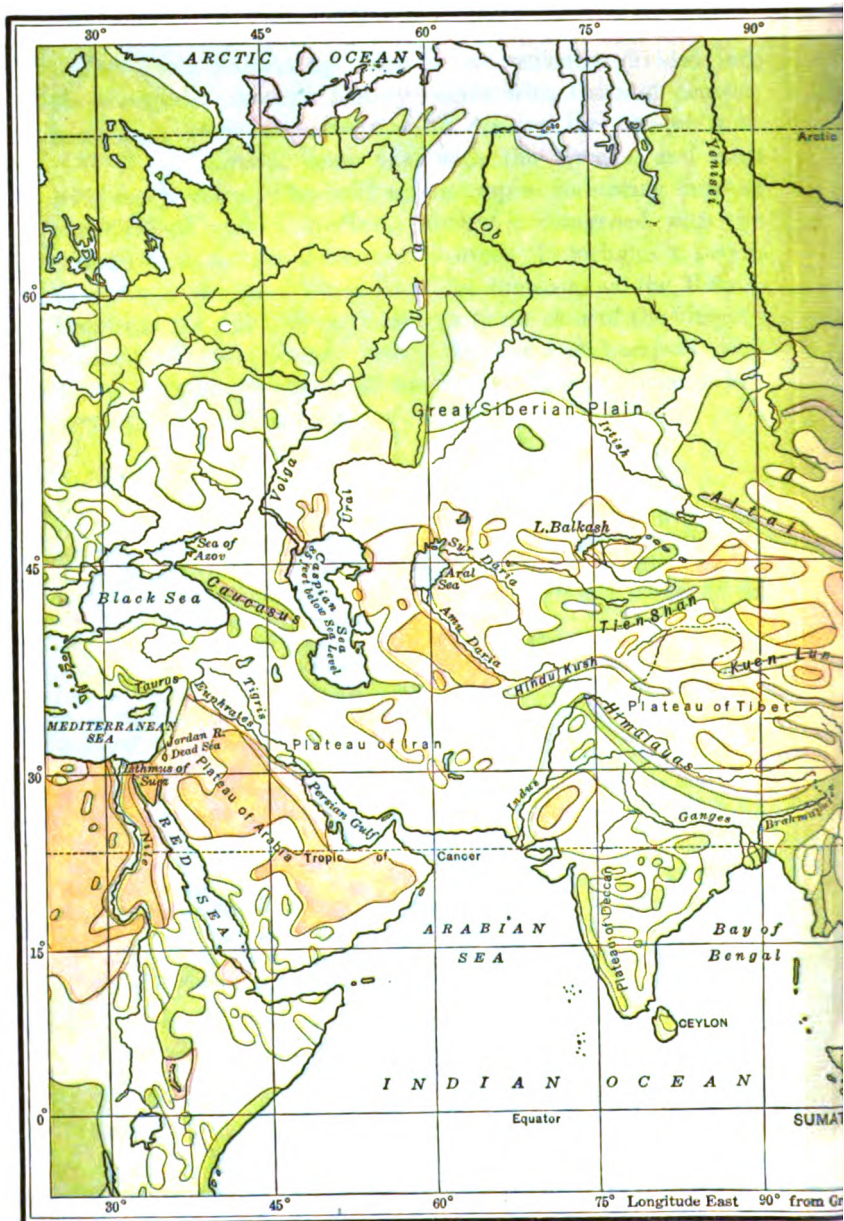 30° 45° 60° 75° 90°
ARCTIC OCEAN
Arctic
Yenisei
Ob
Ural
60°
Great Siberian Plain
Irtish
Volga
Ural
Altai
Sea of
Azov
L. Balkash
Syr Daria
45°
Caspian Sea
85 feet below Sea Level
Aral
Sea
Black Sea
Caucasus
Tien Shan
Amu Daria
Kuen Lun
Hindu Kush
Taurus
Tigris
Euphrates
Plateau of Tibet
MEDITERRANEAN
SEA
Jordan R.
Dead Sea
Plateau of Iran
Himalayas
Isthmus of
Suez
30°
Plateau of Arabia
Persian Gulf
Indus
Ganges
Brahmaputra
Nile
RED SEA
Tropic of Cancer
Plateau of Deccan
ARABIAN
SEA
Bay of
Bengal
15°
CEYLON
INDIAN OCEAN
0°
Equator
SUMAT
30° 45° 60° 75° Longitude East 90° from Gr